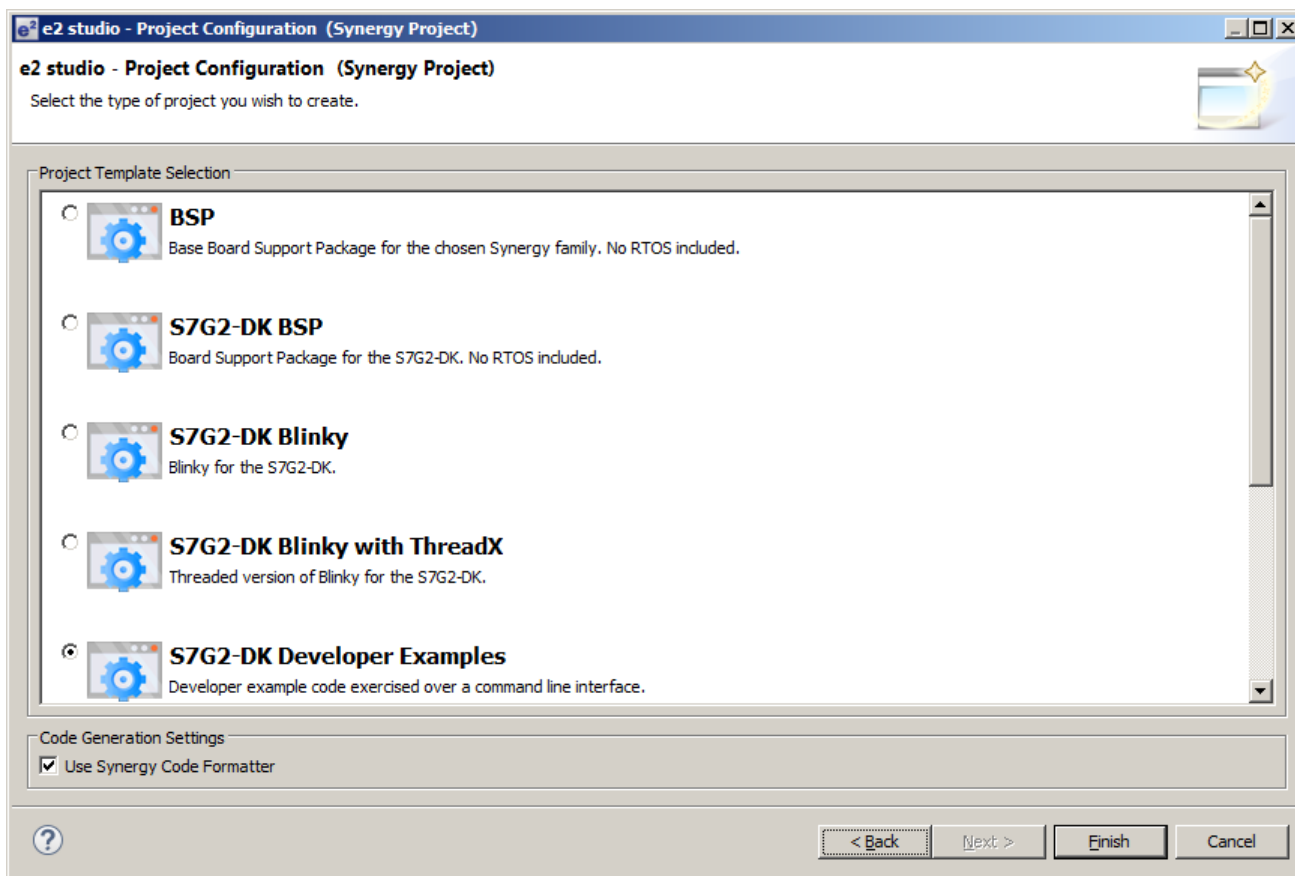 e2 studio - Project Configuration (Synergy Project)
e2 studio - Project Configuration (Synergy Project)
Select the type of project you wish to create.
Project Template Selection
BSP
Base Board Support Package for the chosen Synergy family. No RTOS included.
S7G2-DK BSP
Board Support Package for the S7G2-DK. No RTOS included.
S7G2-DK Blinky
Blinky for the S7G2-DK.
S7G2-DK Blinky with ThreadX
Threaded version of Blinky for the S7G2-DK.
S7G2-DK Developer Examples
Developer example code exercised over a command line interface.
Code Generation Settings
Use Synergy Code Formatter
? < Back Next > Finish Cancel